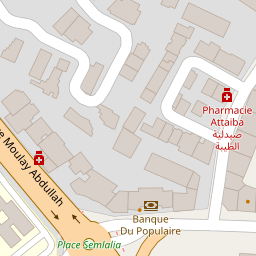 Pharmacie
Attaiba
صيدلية
الطيبة
Moulay Abdullah
Banque
Du Populaire
Place Semlalia